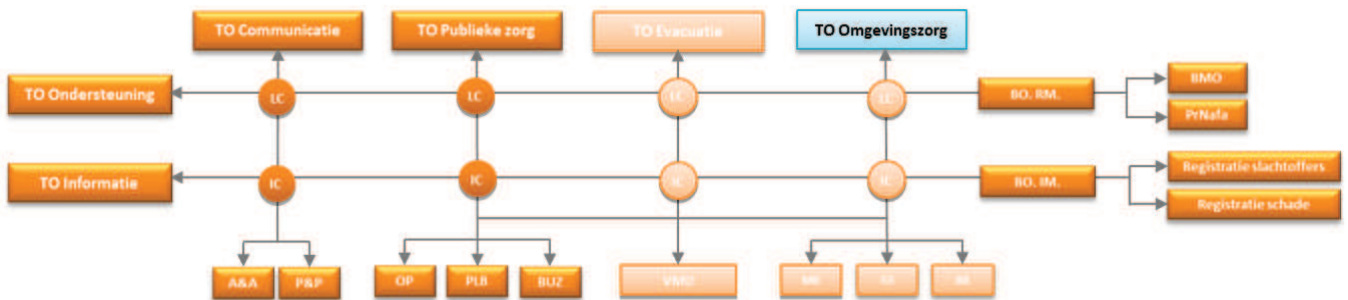 TO Communicatie
TO Publieke zorg
TO Evacuatie
TO Omgevingszorg
TO Ondersteuning
LC
LC
LC
LC
BO. RM.
BMO
PrNafa
TO Informatie
IC
IC
IC
IC
BO. IM.
Registratie slachtoffers
Registratie schade
A&A
P&P
OP
PLB
BUZ